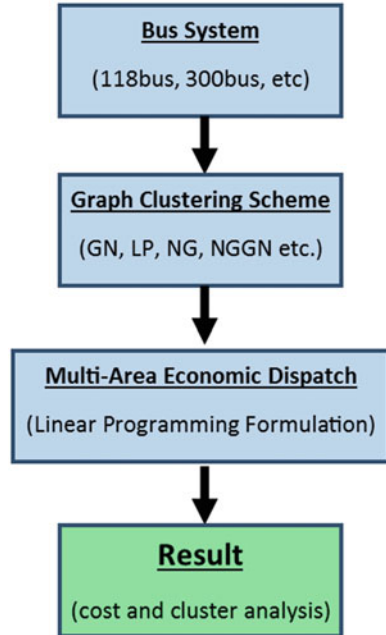 Bus System
(118bus, 300bus, etc)
Graph Clustering Scheme
(GN, LP, NG, NGGN etc.)
Multi-Area Economic Dispatch
(Linear Programming Formulation)
Result
(cost and cluster analysis)